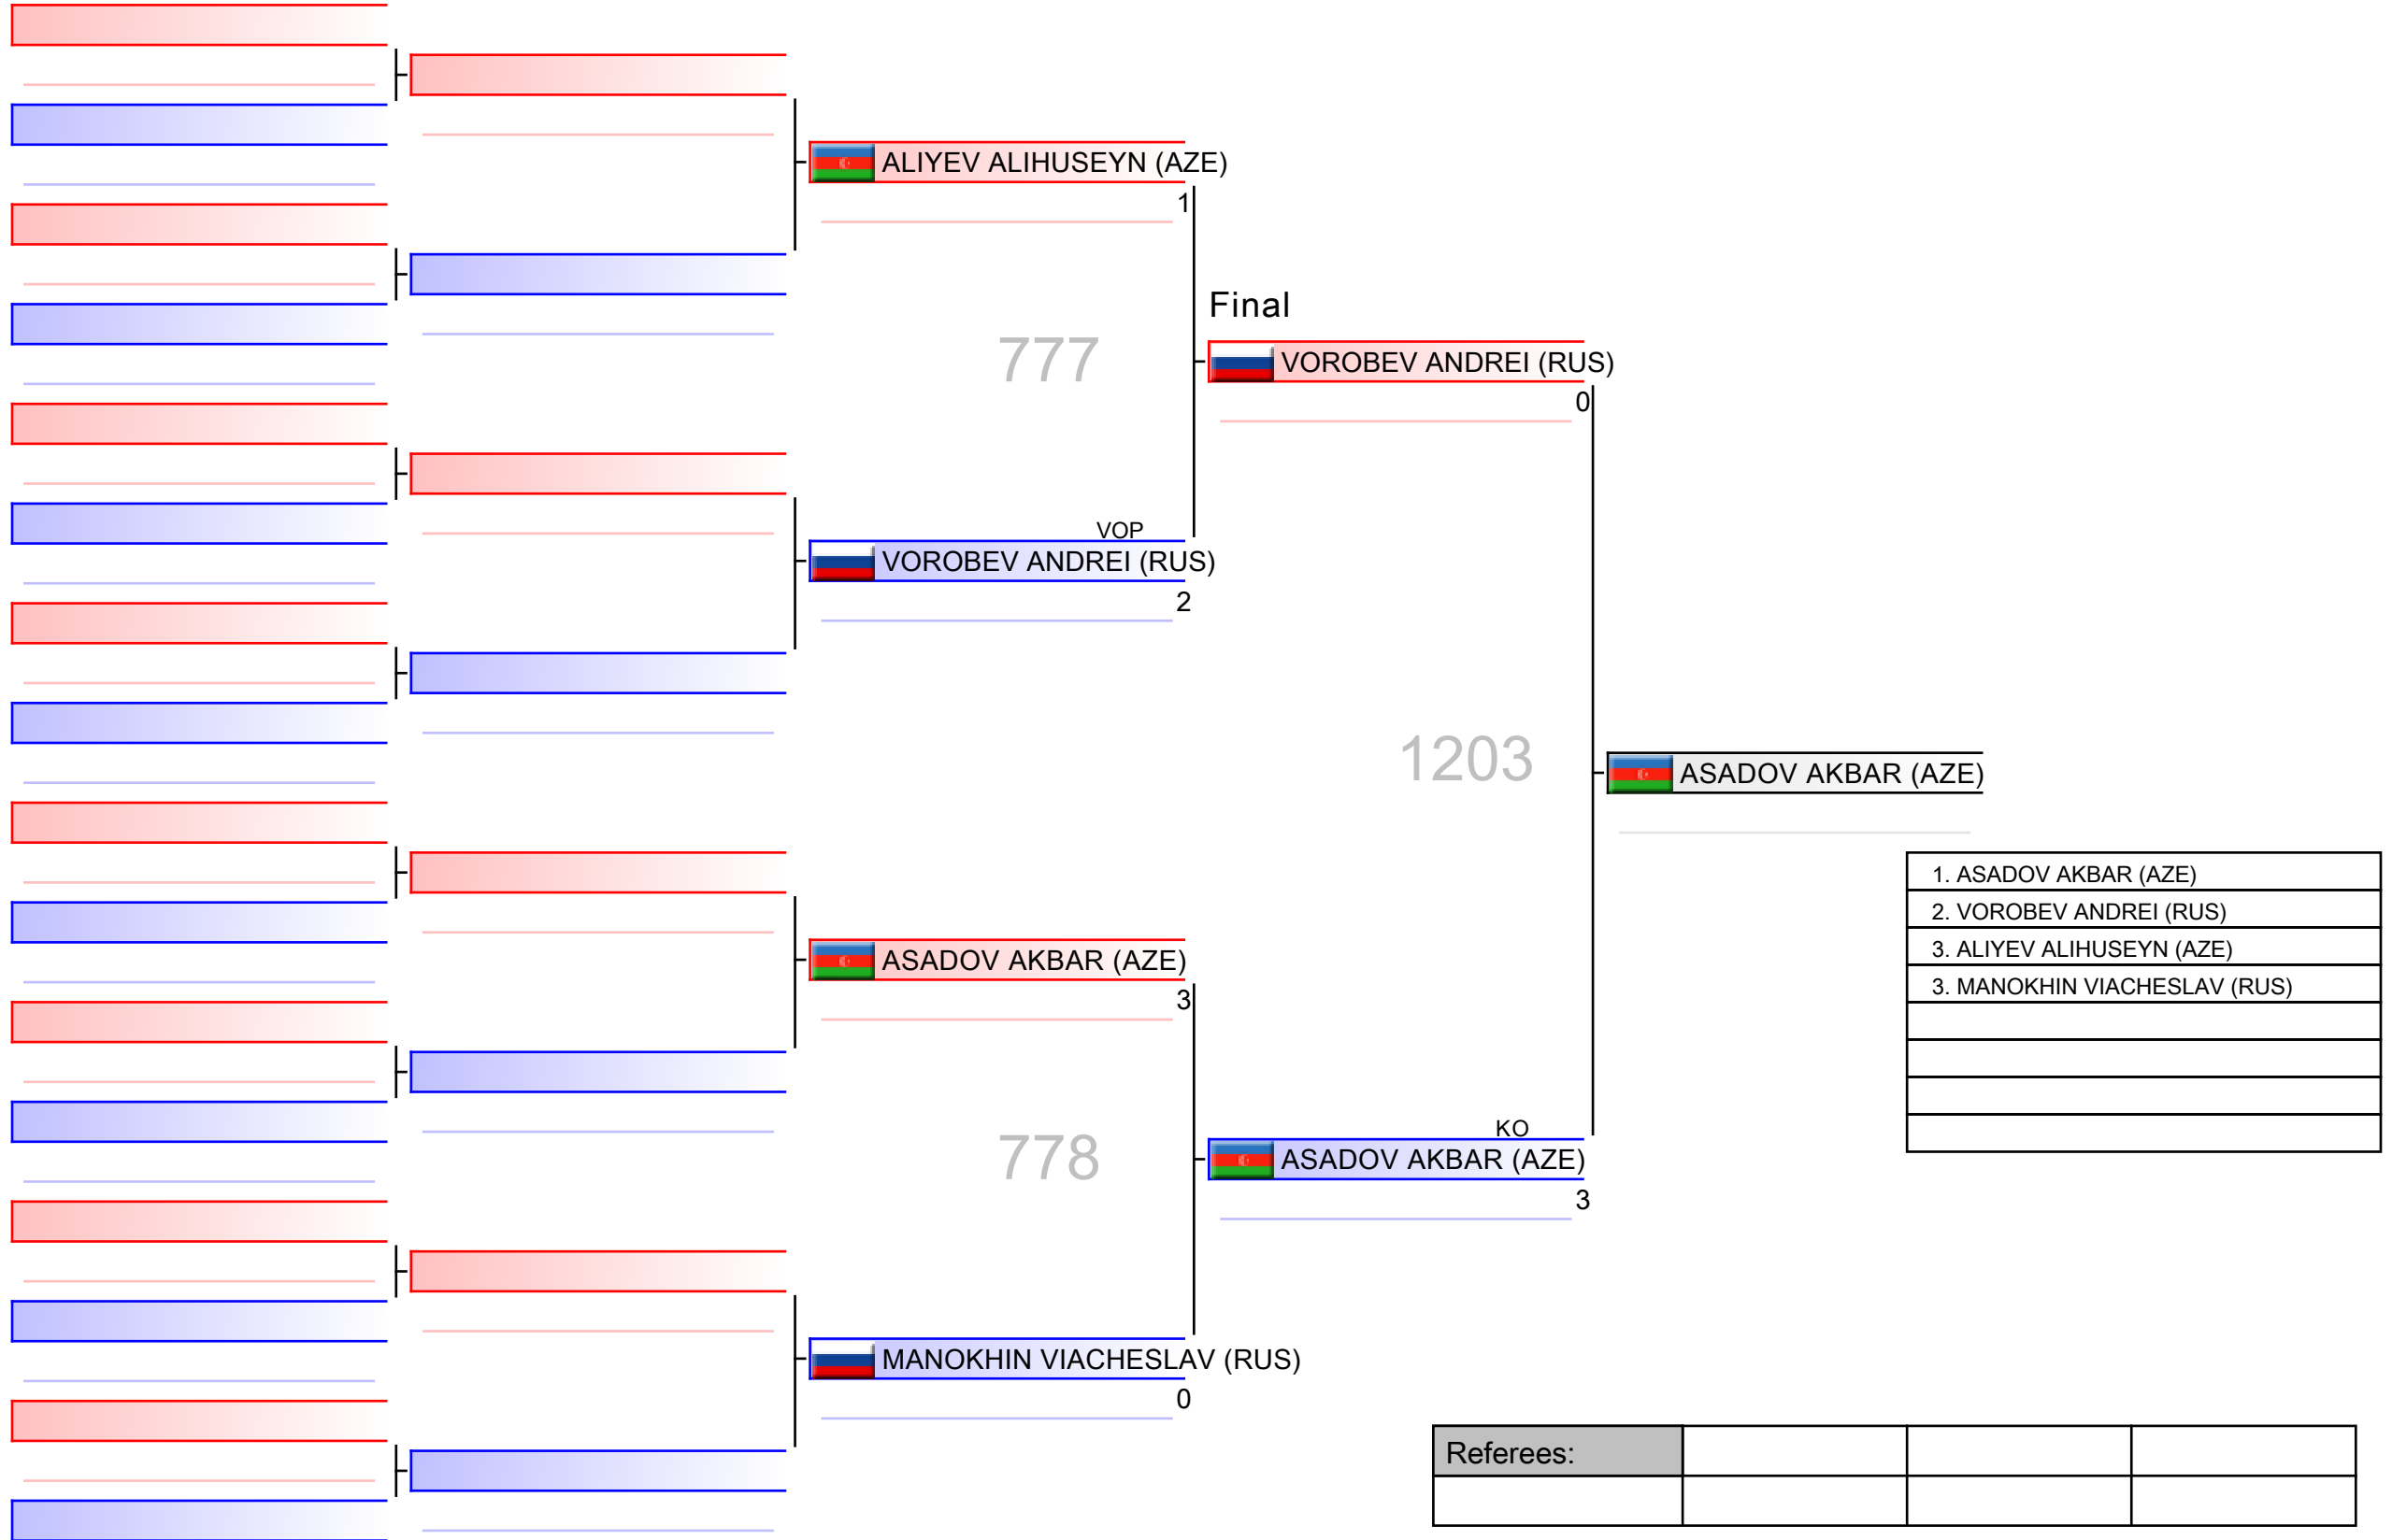 ALIYEV ALIHUSEYN (AZE)
1
777
VOP
VOROBEV ANDREI (RUS)
2
Final
VOROBEV ANDREI (RUS)
0
1203
ASADOV AKBAR (AZE)
ASADOV AKBAR (AZE)
3
778
MANOKHIN VIACHESLAV (RUS)
0
KO
ASADOV AKBAR (AZE)
3
1. ASADOV AKBAR (AZE)
2. VOROBEV ANDREI (RUS)
3. ALIYEV ALIHUSEYN (AZE)
3. MANOKHIN VIACHESLAV (RUS)
Referees: